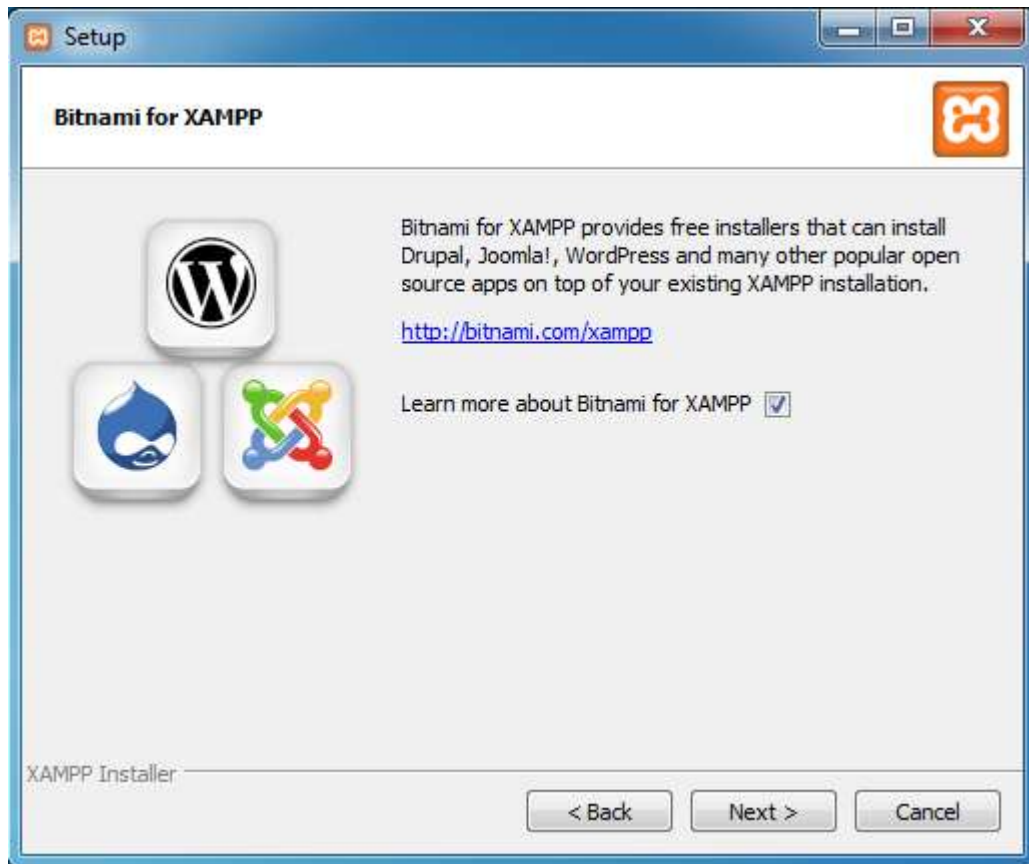 Setup
Bitnami for XAMPP
Bitnami for XAMPP provides free installers that can install
Drupal, Joomla!, WordPress and many other popular open
source apps on top of your existing XAMPP installation.
http://bitnami.com/xampp
Learn more about Bitnami for XAMPP
XAMPP Installer
< Back
Next >
Cancel